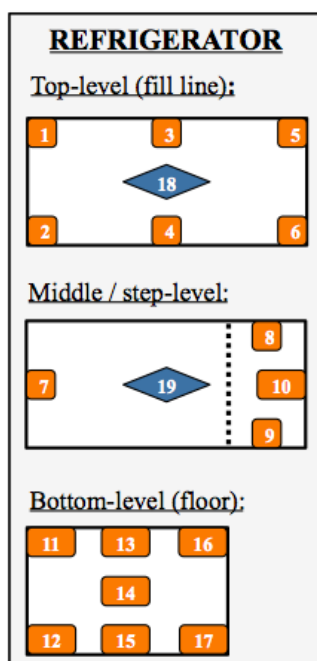 REFRIGERATOR
Top-level (fill line):
1 3 5
18
2 4 6
Middle / step-level:
8
7 19 10
9
Bottom-level (floor):
11 13 16
14
12 15 17